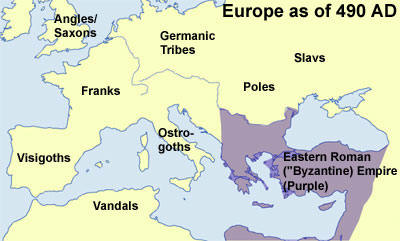 Europe as of 490 AD
Angles/
Saxons
Germanic
Tribes
Slavs
Franks
Poles
Ostro-
goths
Visigoths
Eastern Roman
("Byzantine) Empire
(Purple)
Vandals